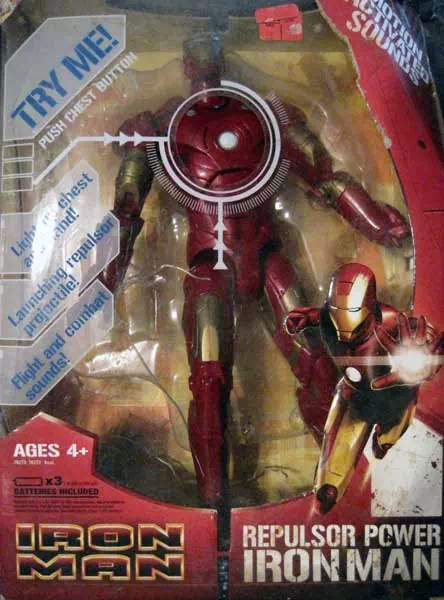 TRY ME!
PUSH CHEST BUTTON
MOTION
ACTIVATED
SOUNDS
Light-up chest
and hand!
Launching repulsor
projectile!
Flight and combat
sounds!
AGES 4+
x3
BATTERIES INCLUDED
IRON
MAN
REPULSOR POWER
IRON MAN